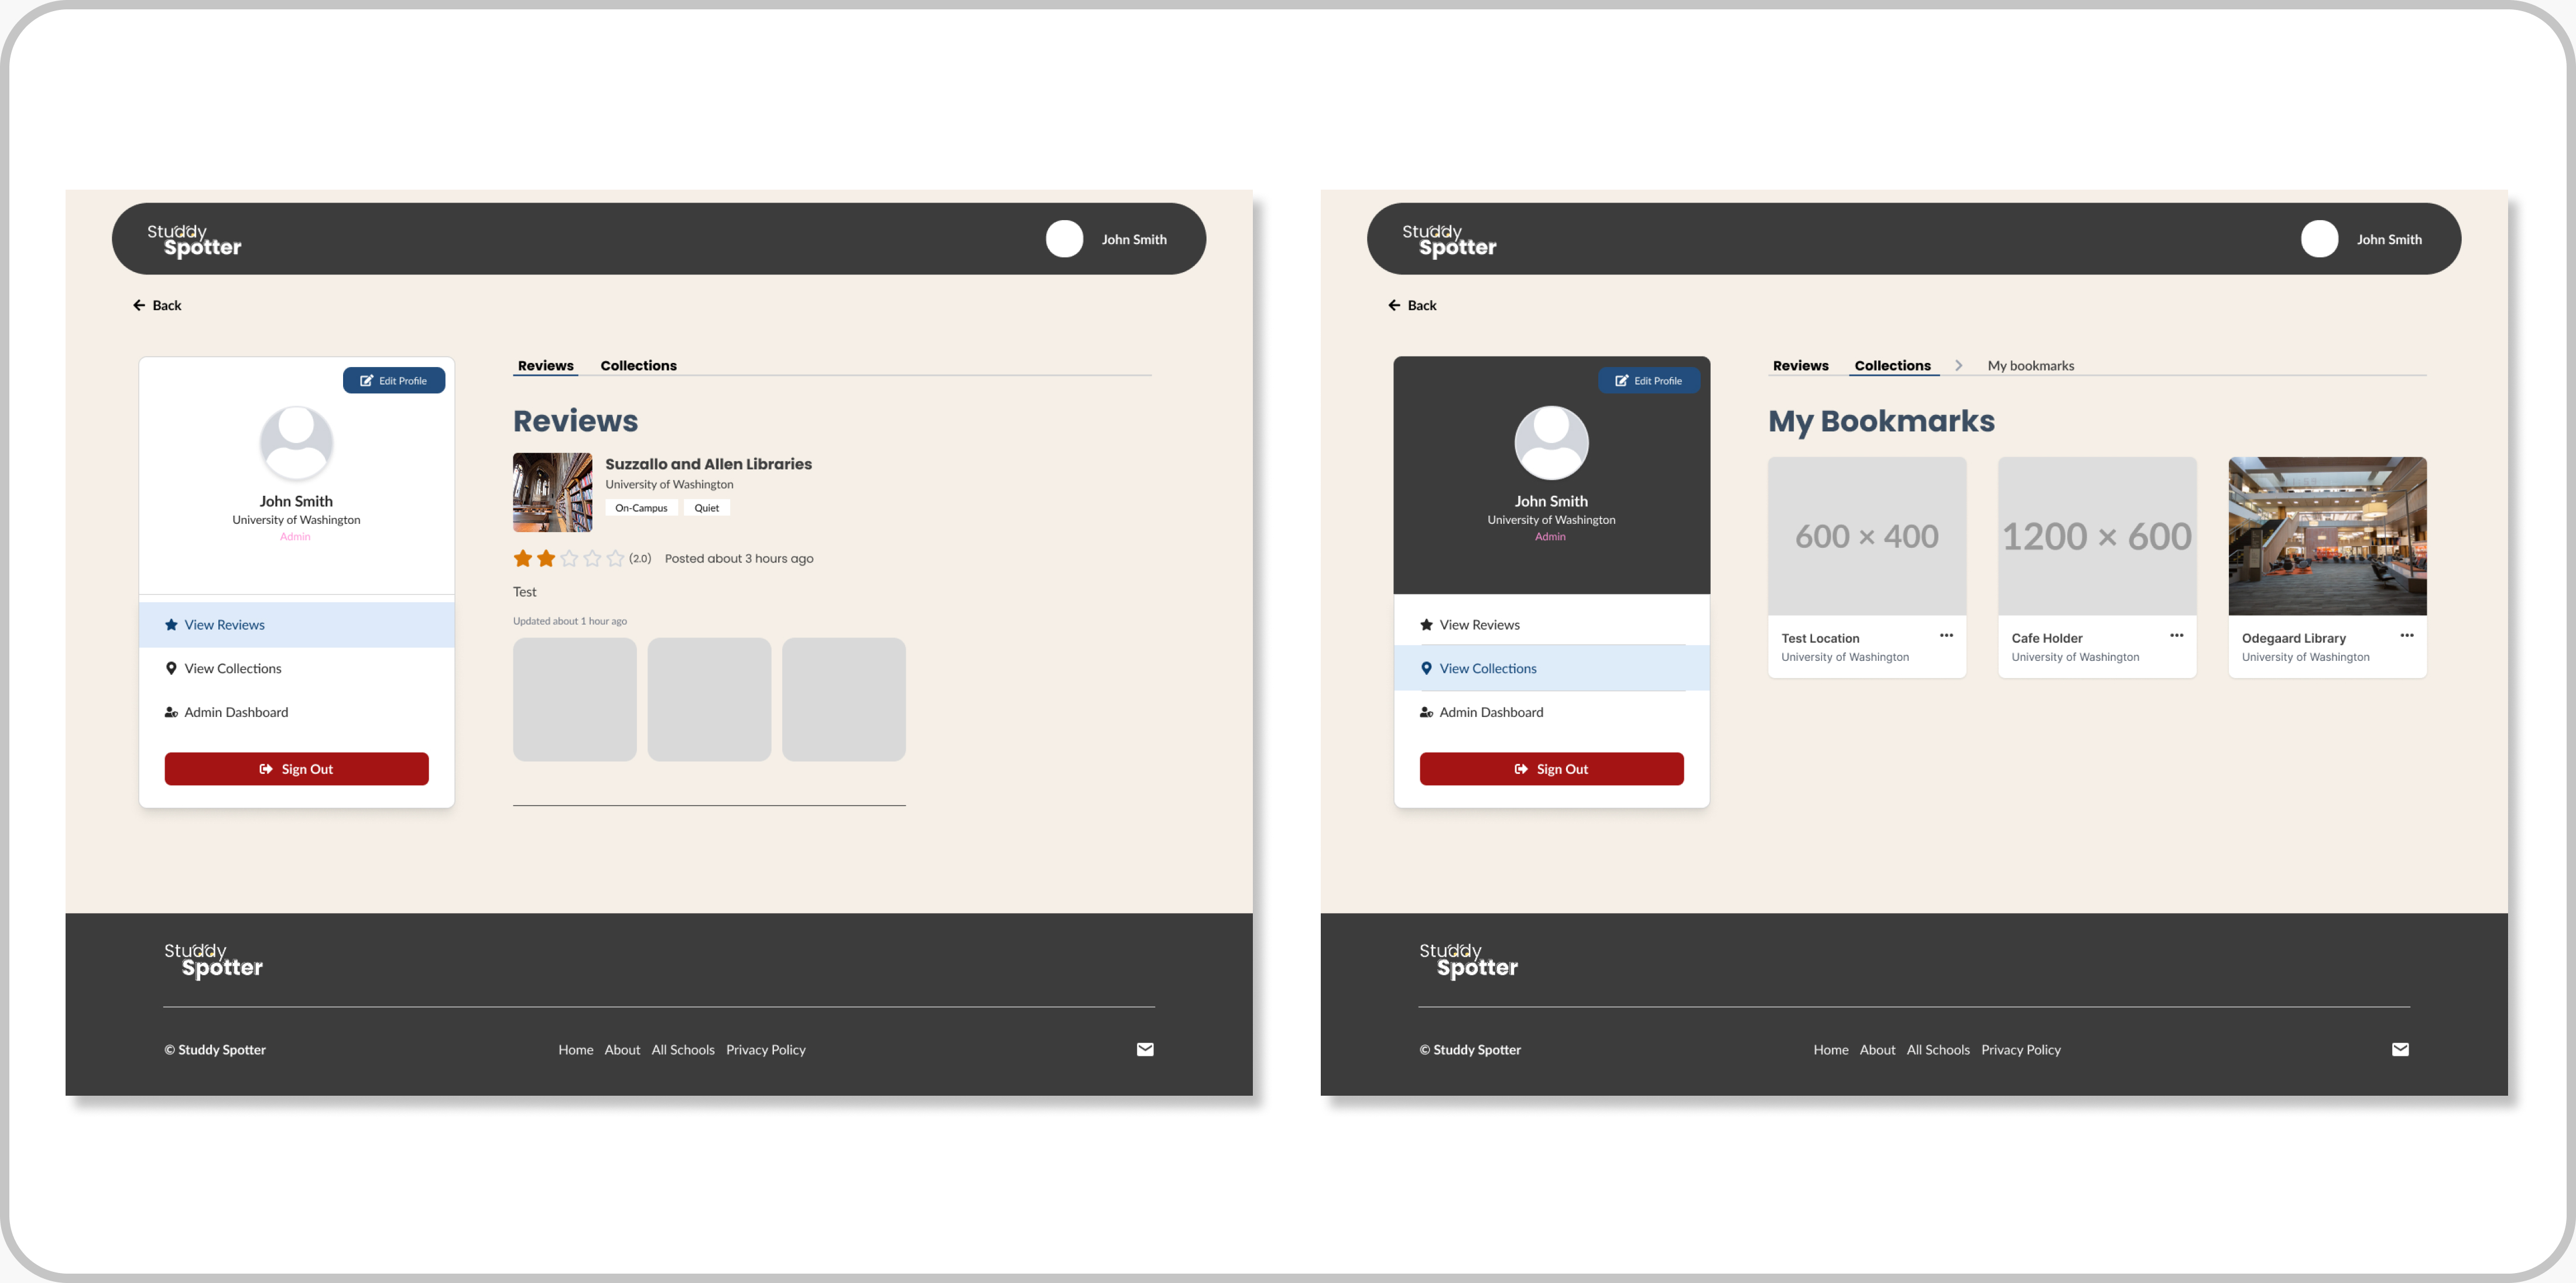 Studdy
Spotter
John Smith
Back
Edit Profile
John Smith
University of Washington
Admin
View Reviews
View Collections
Admin Dashboard
Sign Out
Reviews Collections
Reviews
Suzzallo and Allen Libraries
University of Washington
On-Campus Quiet
(2.0) Posted about 3 hours ago
Test
Updated about 1 hour ago
Studdy
Spotter
© Studdy Spotter Home About All Schools Privacy Policy
Studdy
Spotter
John Smith
Back
Edit Profile
John Smith
University of Washington
Admin
View Reviews
View Collections
Admin Dashboard
Sign Out
Reviews Collections My bookmarks
My Bookmarks
600 × 400
Test Location
University of Washington
1200 × 600
Cafe Holder
University of Washington
Odegaard Library
University of Washington
Studdy
Spotter
© Studdy Spotter Home About All Schools Privacy Policy